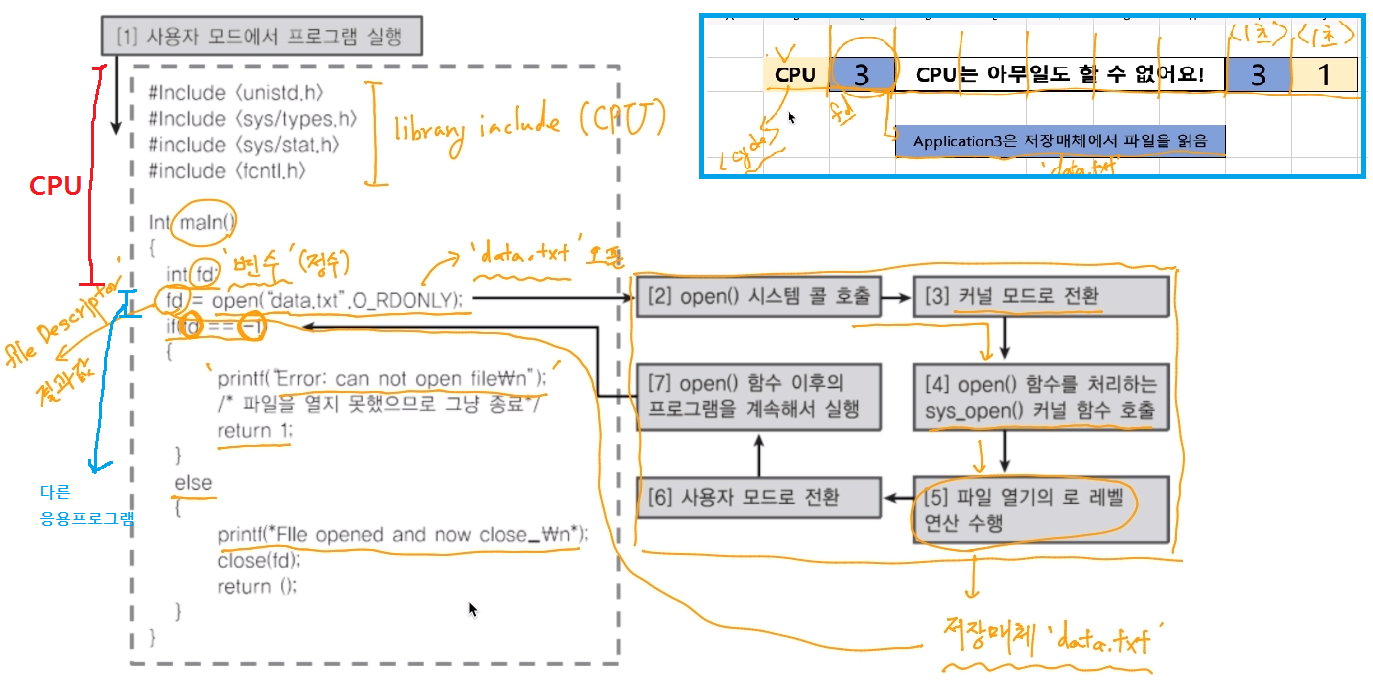 [1] 사용자 모드에서 프로그램 실행
CPU
#Include <unistd.h>
#Include <sys/types.h>
#include <sys/stat.h>
#include <fcntl.h>
library include (CPU)
Int maIn()
{
int fd;
'변수' (정수)
'data.txt' 오픈
fd = open("data.txt",O_RDONLY);
if(fd == -1)
{
file Descriptor
결과값
printf("Error: can not open file₩n");
/* 파일을 열지 못했으므로 그냥 종료*/
return 1;
}
else
{
printf(*FIle opened and now close_₩n*);
close(fd);
return ();
}
}
다른
응용프로그램
[2] open() 시스템 콜 호출
[3] 커널 모드로 전환
[4] open() 함수를 처리하는
sys_open() 커널 함수 호출
[5] 파일 열기의 로 레벨
연산 수행
[6] 사용자 모드로 전환
[7] open() 함수 이후의
프로그램을 계속해서 실행
저장매체 'data.txt'
<1초> <1초>
CPU 3 CPU는 아무일도 할 수 없어요! 3 1
fd
<cycle>
Application3은 저장매체에서 파일을 읽음
'data.txt'